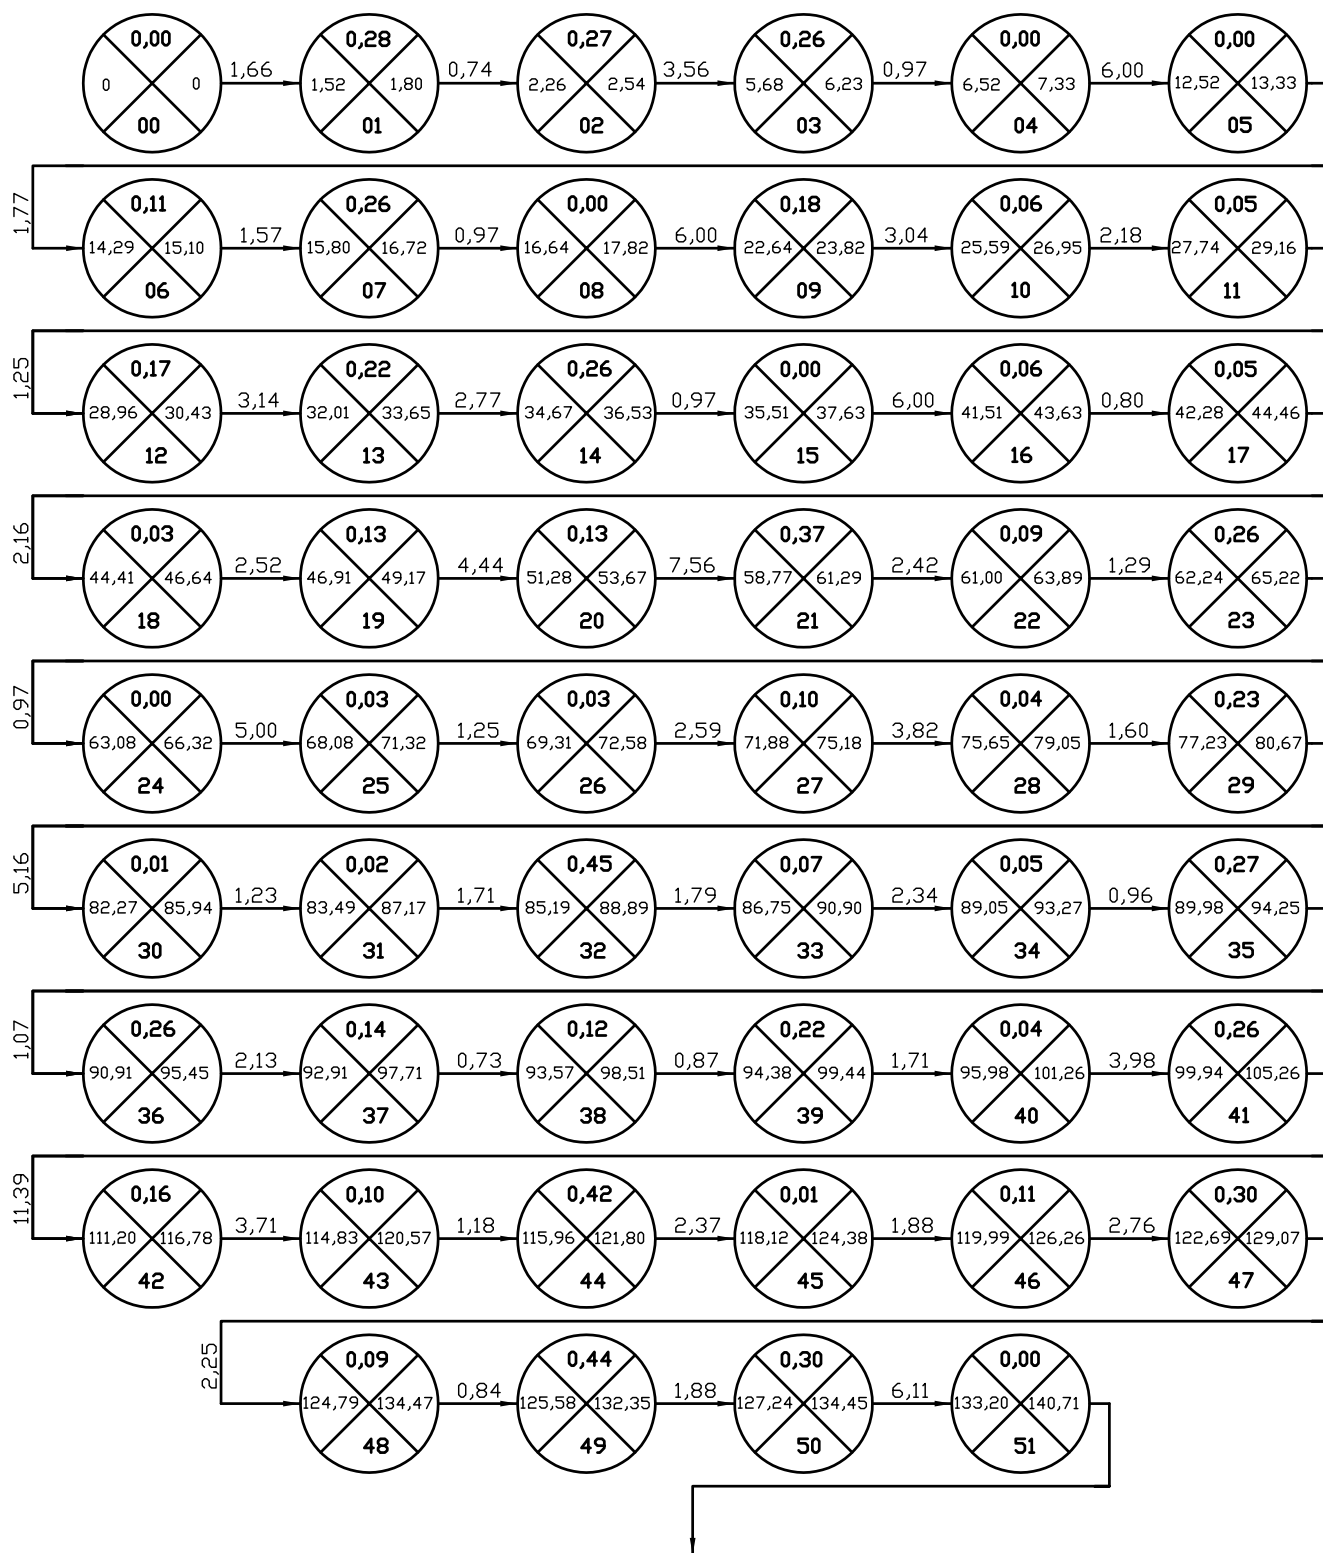 0,00 0,28 0,27 0,26 0,00 0,00
0 0 1,66 1,52 1,80 0,74 2,26 2,54 3,56 5,68 6,23 0,97 6,52 7,33 6,00 12,52 13,33
00 01 02 03 04 05
1,77
0,11 0,26 0,00 0,18 0,06 0,05
14,29 15,10 1,57 15,80 16,72 0,97 16,64 17,82 6,00 22,64 23,82 3,04 25,59 26,95 2,18 27,74 29,16
06 07 08 09 10 11
1,25
0,17 0,22 0,26 0,00 0,06 0,05
28,96 30,43 3,14 32,01 33,65 2,77 34,67 36,53 0,97 35,51 37,63 6,00 41,51 43,63 0,80 42,28 44,46
12 13 14 15 16 17
2,16
0,03 0,13 0,13 0,37 0,09 0,26
44,41 46,64 2,52 46,91 49,17 4,44 51,28 53,67 7,56 58,77 61,29 2,42 61,00 63,89 1,29 62,24 65,22
18 19 20 21 22 23
0,97
0,00 0,03 0,03 0,10 0,04 0,23
63,08 66,32 5,00 68,08 71,32 1,25 69,31 72,58 2,59 71,88 75,18 3,82 75,65 79,05 1,60 77,23 80,67
24 25 26 27 28 29
5,16
0,01 0,02 0,45 0,07 0,05 0,27
82,27 85,94 1,23 83,49 87,17 1,71 85,19 88,89 1,79 86,75 90,90 2,34 89,05 93,27 0,96 89,98 94,25
30 31 32 33 34 35
1,07
0,26 0,14 0,12 0,22 0,04 0,26
90,91 95,45 2,13 92,91 97,71 0,73 93,57 98,51 0,87 94,38 99,44 1,71 95,98 101,26 3,98 99,94 105,26
36 37 38 39 40 41
11,39
0,16 0,10 0,42 0,01 0,11 0,30
111,20 116,78 3,71 114,83 120,57 1,18 115,96 121,80 2,37 118,12 124,38 1,88 119,99 126,26 2,76 122,69 129,07
42 43 44 45 46 47
2,25
0,09 0,44 0,30 0,00
124,79 134,47 0,84 125,58 132,35 1,88 127,24 134,45 6,11 133,20 140,71
48 49 50 51